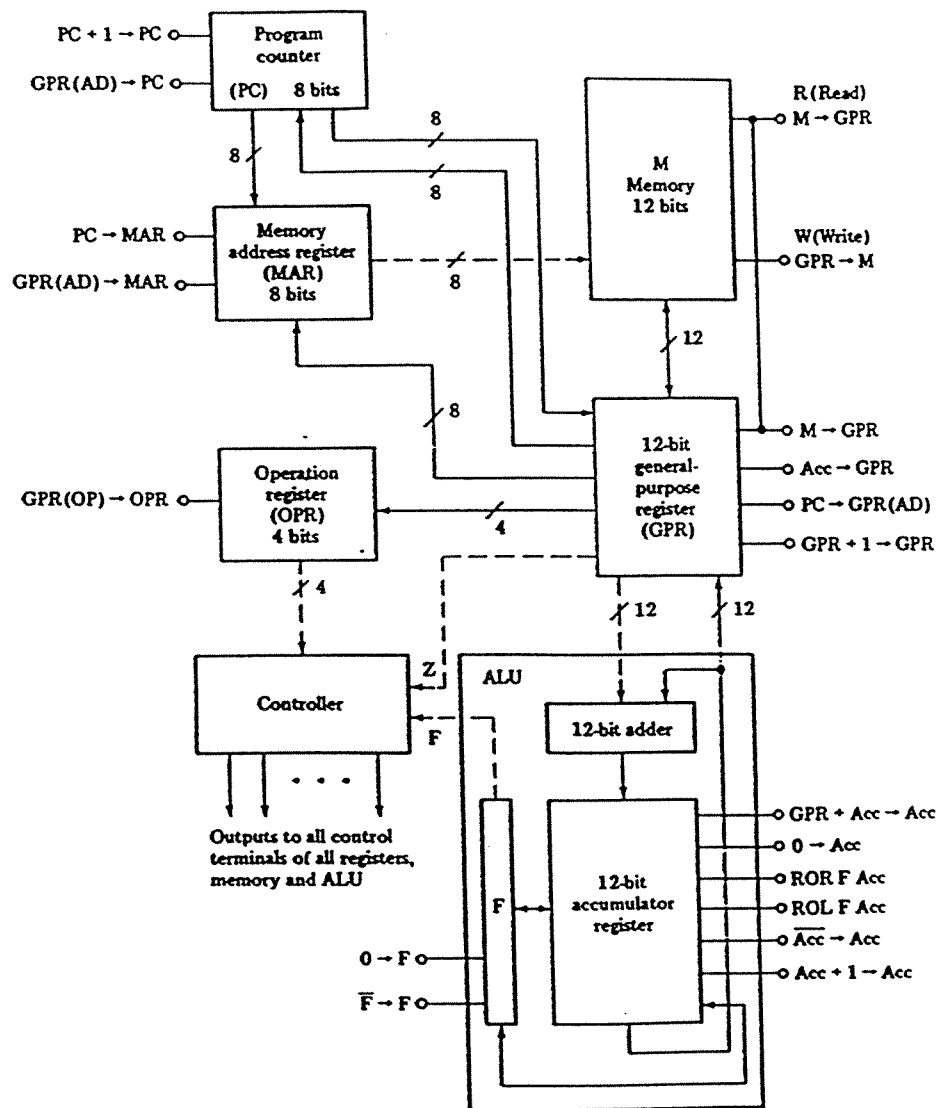 PC + 1 → PC
Program
counter
(PC) 8 bits
GPR(AD) → PC
8
8
8
R (Read)
M → GPR
M
Memory
12 bits
W(Write)
GPR → M
PC → MAR
GPR(AD) → MAR
Memory
address register
(MAR)
8 bits
8
12
8
12-bit
general-
purpose
register
(GPR)
M → GPR
Acc → GPR
PC → GPR(AD)
GPR + 1 → GPR
GPR(OP) → OPR
Operation
register
(OPR)
4 bits
4
4
12
12
Controller
Z
F
ALU
12-bit adder
Outputs to all control
terminals of all registers,
memory and ALU
F
12-bit
accumulator
register
GPR + Acc → Acc
0 → Acc
ROR F Acc
ROL F Acc
A̅c̅c̅ → Acc
Acc + 1 → Acc
0 → F
F̅ → F